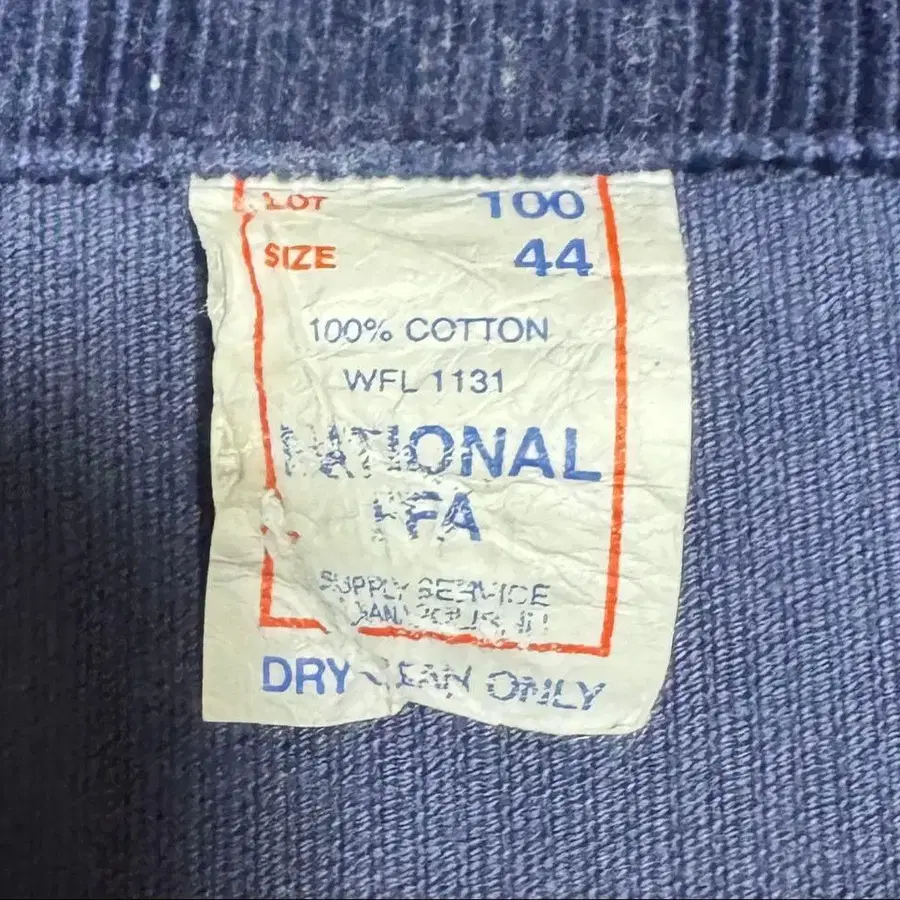 LOT 100
SIZE 44
100% COTTON
WFL 1131
NATIONAL
FFA
SUPPLY SERVICE
DRY CLEAN ONLY